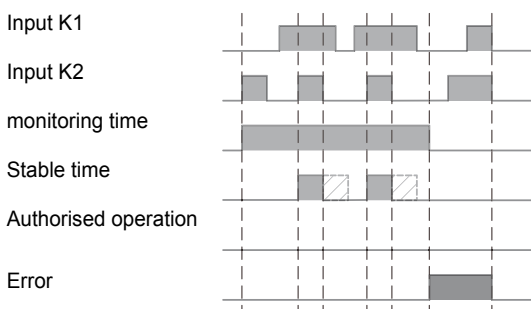 Input K1
Input K2
monitoring time
Stable time
Authorised operation
Error